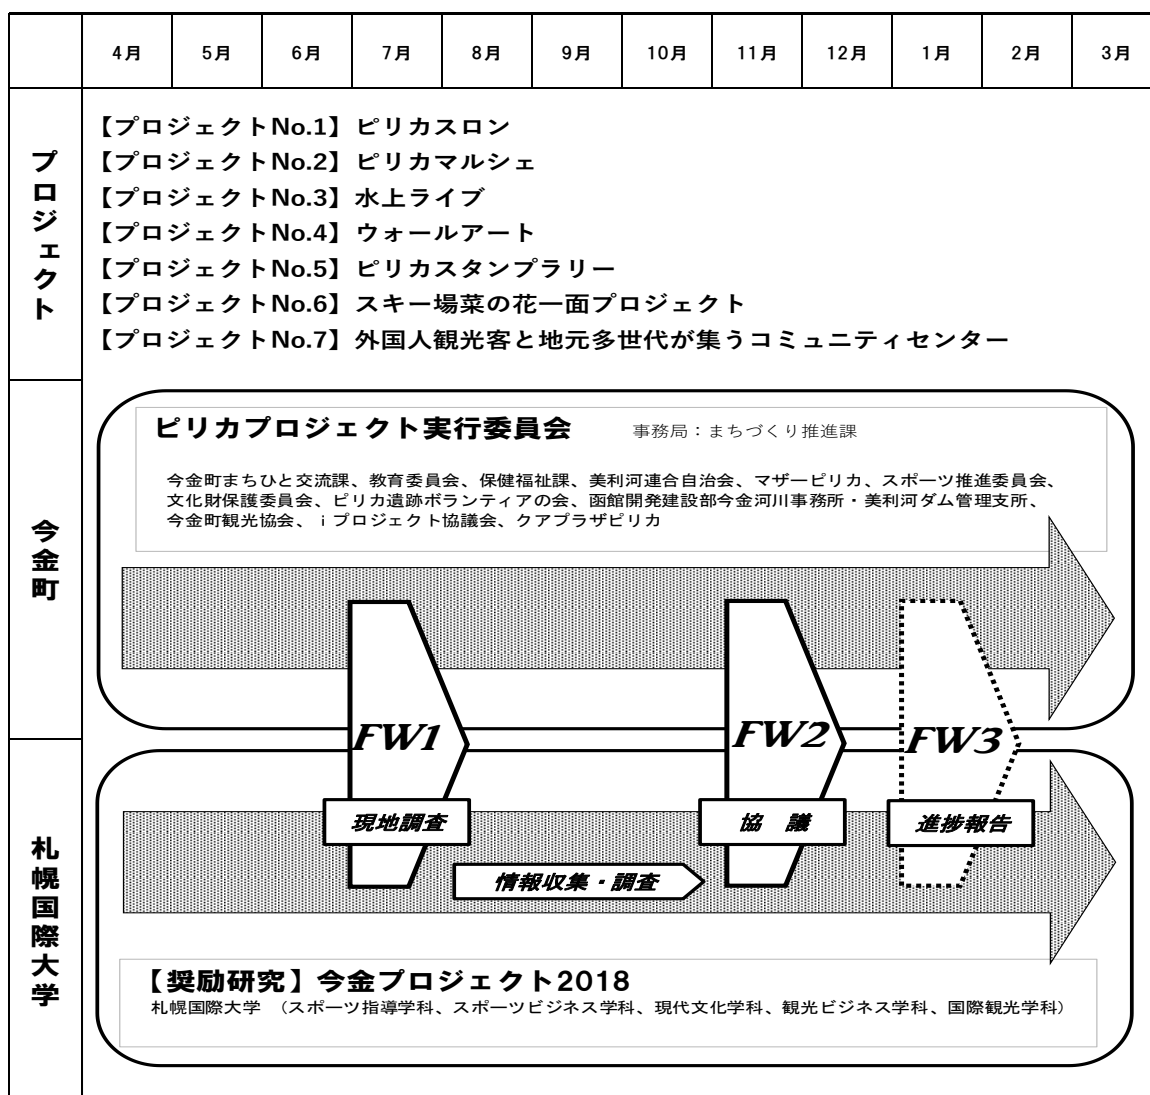 4月 5月 6月 7月 8月 9月 10月 11月 12月 1月 2月 3月
プロジェクト
【プロジェクトNo.1】ピリカスロン
【プロジェクトNo.2】ピリカマルシェ
【プロジェクトNo.3】水上ライブ
【プロジェクトNo.4】ウォールアート
【プロジェクトNo.5】ピリカスタンプラリー
【プロジェクトNo.6】スキー場菜の花一面プロジェクト
【プロジェクトNo.7】外国人観光客と地元多世代が集うコミュニティセンター
今金町
ピリカプロジェクト実行委員会 事務局：まちづくり推進課
今金町まちひと交流課、教育委員会、保健福祉課、美利河連合自治会、マザーピリカ、スポーツ推進委員会、
文化財保護委員会、ピリカ遺跡ボランティアの会、函館開発建設部今金河川事務所・美利河ダム管理支所、
今金町観光協会、ｉプロジェクト協議会、クアプラザピリカ
FW1 FW2 FW3
札幌国際大学
現地調査 協　議 進捗報告
情報収集・調査
【奨励研究】今金プロジェクト2018
札幌国際大学　（スポーツ指導学科、スポーツビジネス学科、現代文化学科、観光ビジネス学科、国際観光学科）